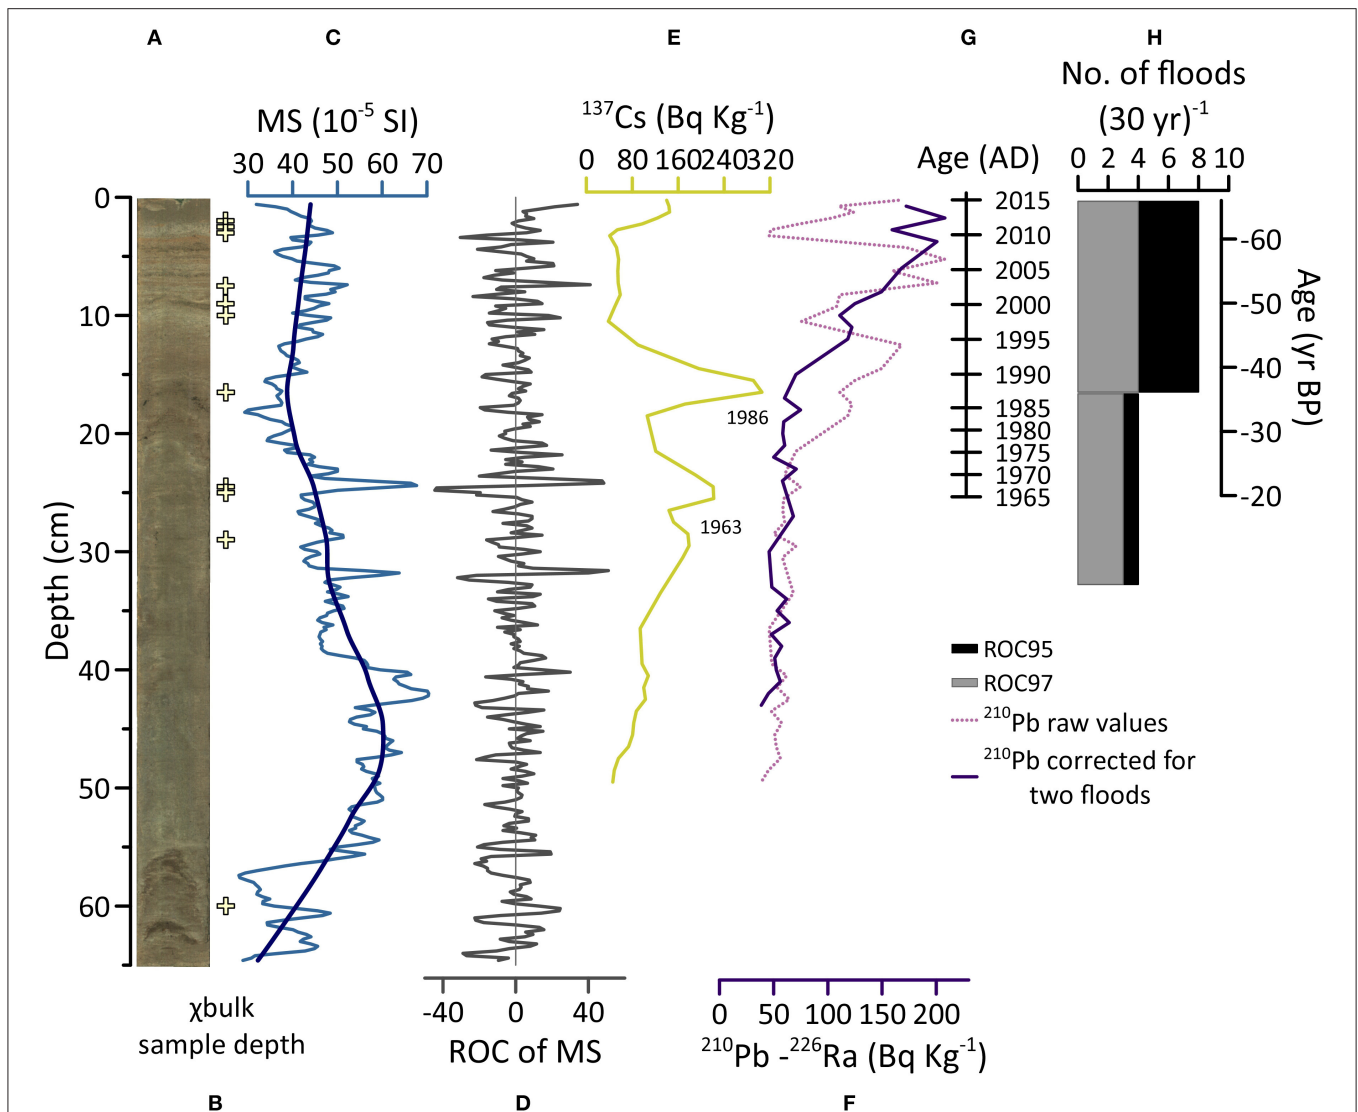 A C E G H
No. of floods
(30 yr)⁻¹
MS (10⁻⁵ SI)
¹³⁷Cs (Bq Kg⁻¹)
Age (AD)
30 40 50 60 70
0 80 160 240 320
0 2 4 6 8 10
0
10
20
30
40
50
60
Depth (cm)
1986
1963
2015
2010
2005
2000
1995
1990
1985
1980
1975
1970
1965
-60
-50
-40
-30
-20
Age (yr BP)
ROC95
ROC97
²¹⁰Pb raw values
²¹⁰Pb corrected for
two floods
χbulk
sample depth
-40 0 40
ROC of MS
0 50 100 150 200
²¹⁰Pb -²²⁶Ra (Bq Kg⁻¹)
B D F